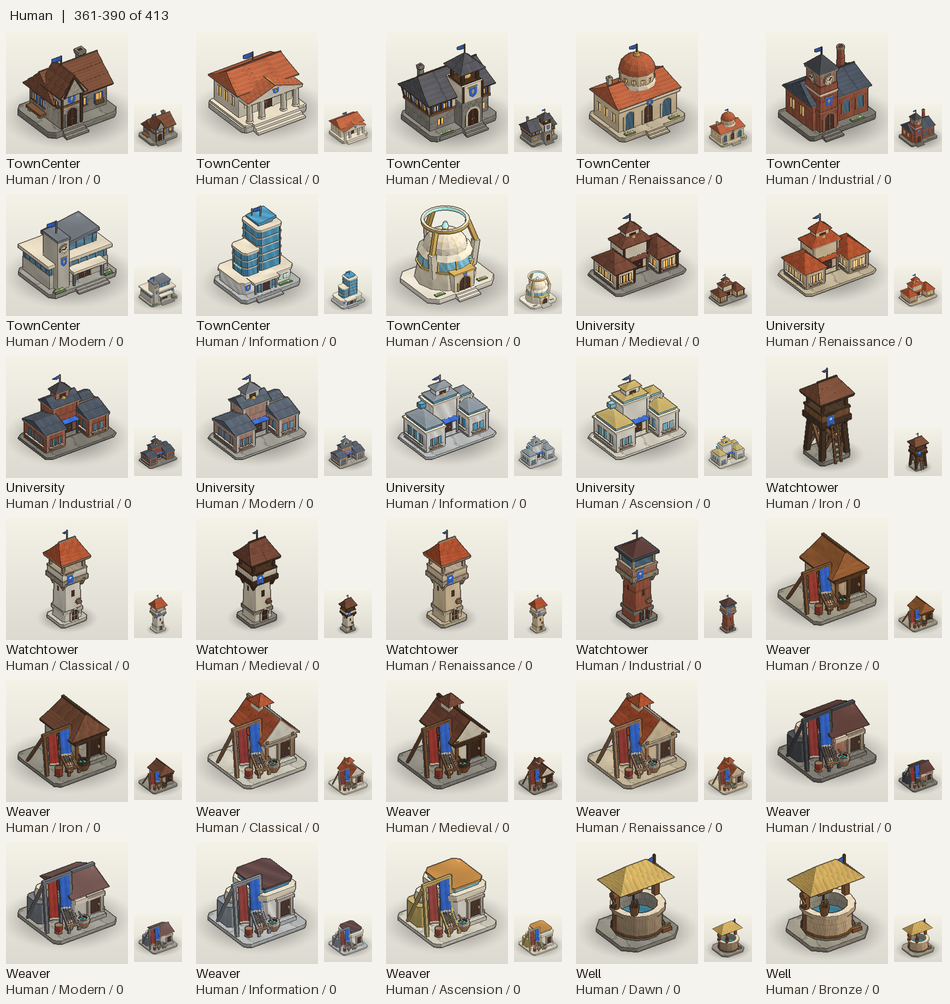 Human | 361-390 of 413
TownCenter
Human / Iron / 0
TownCenter
Human / Classical / 0
TownCenter
Human / Medieval / 0
TownCenter
Human / Renaissance / 0
TownCenter
Human / Industrial / 0
TownCenter
Human / Modern / 0
TownCenter
Human / Information / 0
TownCenter
Human / Ascension / 0
University
Human / Medieval / 0
University
Human / Renaissance / 0
University
Human / Industrial / 0
University
Human / Modern / 0
University
Human / Information / 0
University
Human / Ascension / 0
Watchtower
Human / Iron / 0
Watchtower
Human / Classical / 0
Watchtower
Human / Medieval / 0
Watchtower
Human / Renaissance / 0
Watchtower
Human / Industrial / 0
Weaver
Human / Bronze / 0
Weaver
Human / Iron / 0
Weaver
Human / Classical / 0
Weaver
Human / Medieval / 0
Weaver
Human / Renaissance / 0
Weaver
Human / Industrial / 0
Weaver
Human / Modern / 0
Weaver
Human / Information / 0
Weaver
Human / Ascension / 0
Well
Human / Dawn / 0
Well
Human / Bronze / 0